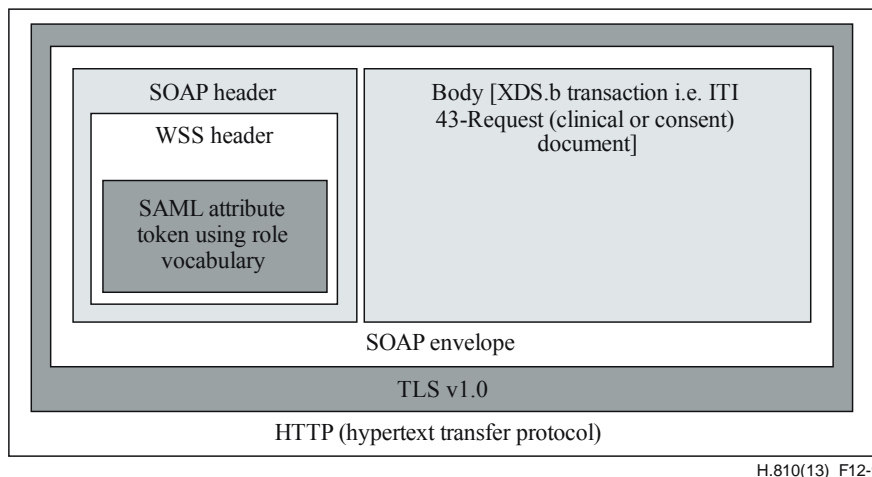 SOAP header
WSS header
SAML attribute
token using role
vocabulary
Body [XDS.b transaction i.e. ITI
43-Request (clinical or consent)
document]
SOAP envelope
TLS v1.0
HTTP (hypertext transfer protocol)
H.810(13)_F12-